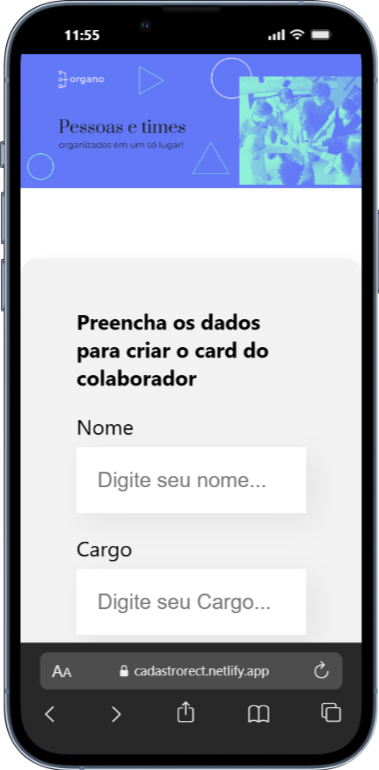 11:55
organo
Pessoas e times
organizados em um só lugar!
Preencha os dados
para criar o card do
colaborador
Nome
Digite seu nome...
Cargo
Digite seu Cargo...
AA
cadastrorect.netlify.app